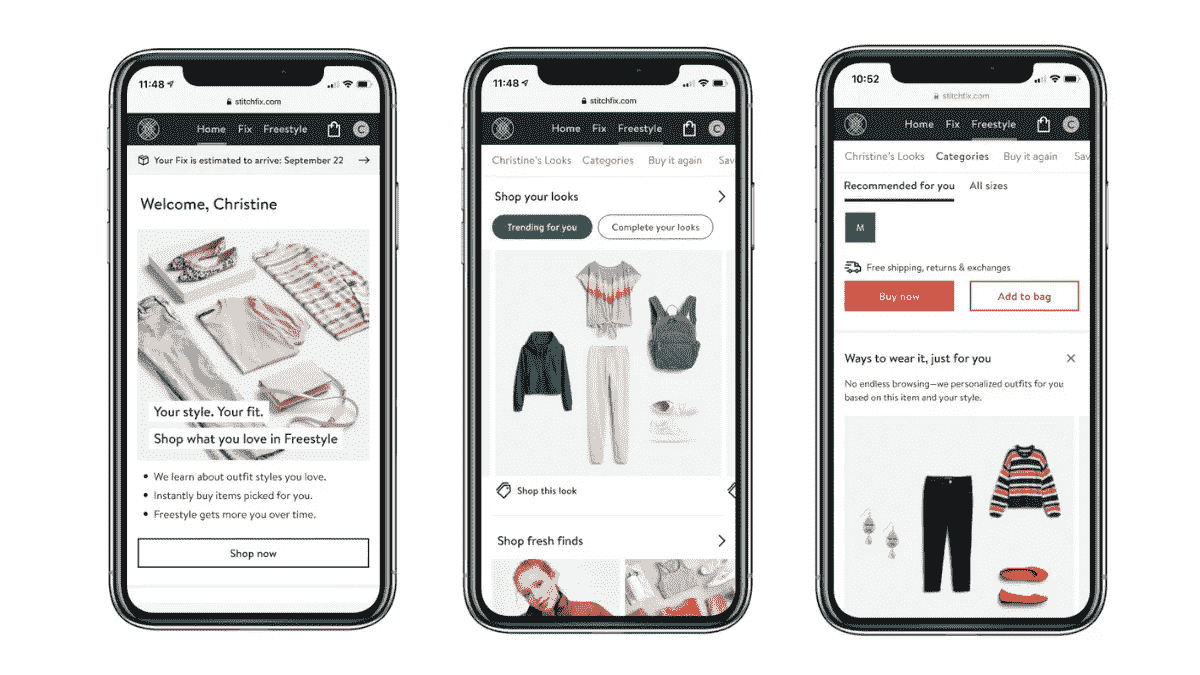 11:48
stitchfix.com
Home Fix Freestyle C
Your Fix is estimated to arrive: September 22
Welcome, Christine
Your style. Your fit.
Shop what you love in Freestyle
We learn about outfit styles you love.
Instantly buy items picked for you.
Freestyle gets more you over time.
Shop now
11:48
stitchfix.com
Home Fix Freestyle C
Christine's Looks Categories Buy it again Sav
Shop your looks
Trending for you Complete your looks
Shop this look
Shop fresh finds
10:52
stitchfix.com
Home Fix Freestyle C
Christine's Looks Categories Buy it again Sav
Recommended for you All sizes
M
Free shipping, returns & exchanges
Buy now Add to bag
Ways to wear it, just for you
No endless browsing—we personalized outfits for you
based on this item and your style.